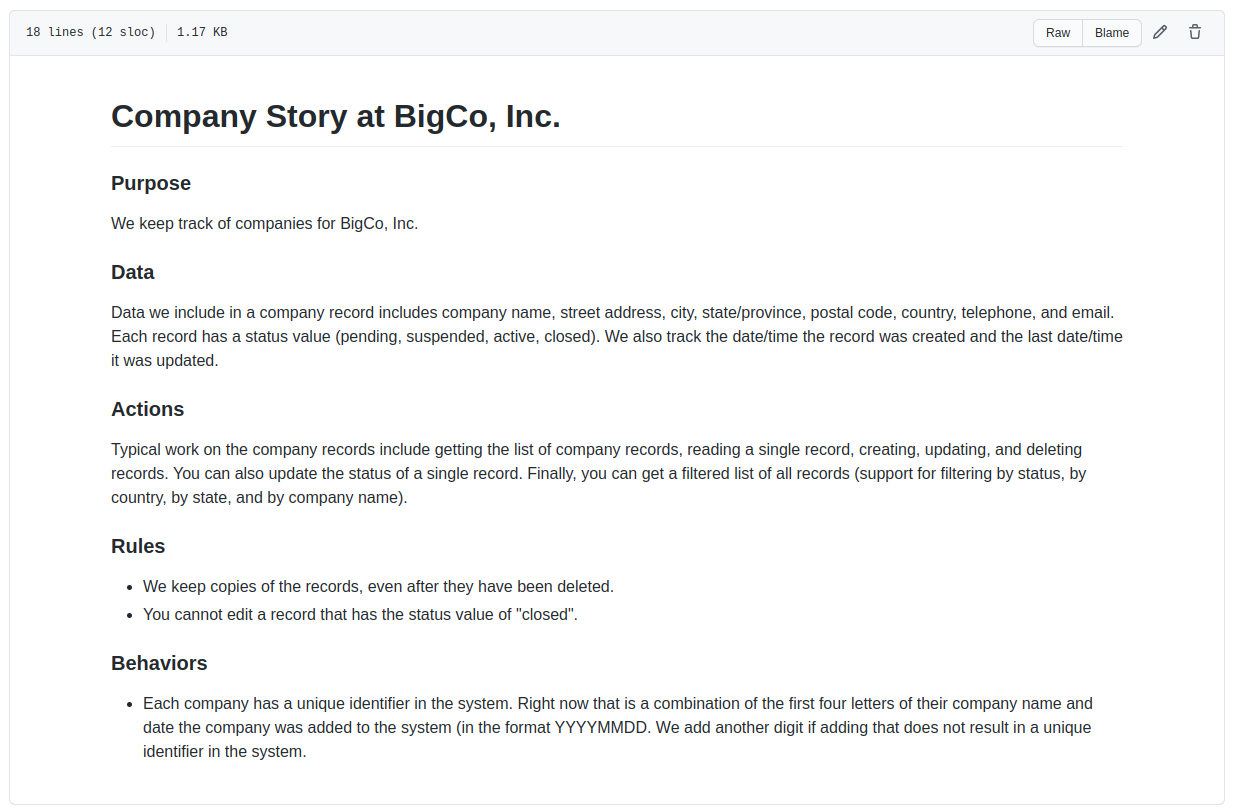 18 lines (12 sloc) 1.17 KB Raw Blame
Company Story at BigCo, Inc.
Purpose
We keep track of companies for BigCo, Inc.
Data
Data we include in a company record includes company name, street address, city, state/province, postal code, country, telephone, and email.
Each record has a status value (pending, suspended, active, closed). We also track the date/time the record was created and the last date/time
it was updated.
Actions
Typical work on the company records include getting the list of company records, reading a single record, creating, updating, and deleting
records. You can also update the status of a single record. Finally, you can get a filtered list of all records (support for filtering by status, by
country, by state, and by company name).
Rules
• We keep copies of the records, even after they have been deleted.
• You cannot edit a record that has the status value of "closed".
Behaviors
• Each company has a unique identifier in the system. Right now that is a combination of the first four letters of their company name and
date the company was added to the system (in the format YYYYMMDD. We add another digit if adding that does not result in a unique
identifier in the system.